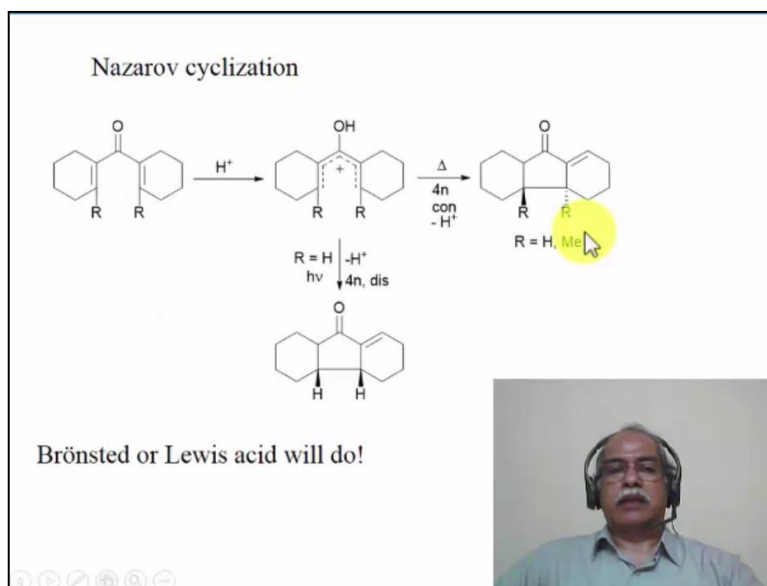 Nazarov cyclization
O
R R
H⁺
OH
+
R R
Δ
4n
con
- H⁺
O
R R
R = H, Me
R = H
hν
-H⁺
4n, dis
O
H H
Brönsted or Lewis acid will do!